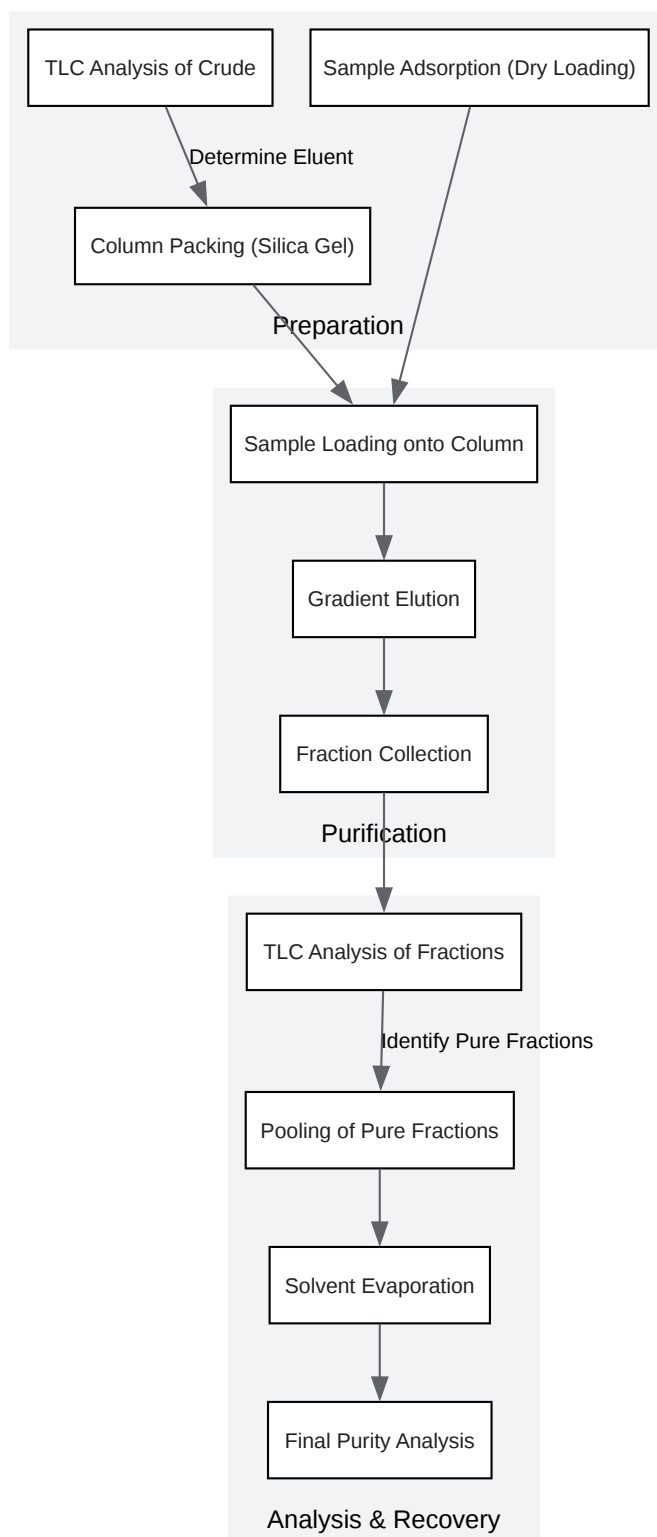 TLC Analysis of Crude
Sample Adsorption (Dry Loading)
Determine Eluent
Column Packing (Silica Gel)
Preparation
Sample Loading onto Column
Gradient Elution
Fraction Collection
Purification
TLC Analysis of Fractions
Identify Pure Fractions
Pooling of Pure Fractions
Solvent Evaporation
Final Purity Analysis
Analysis & Recovery